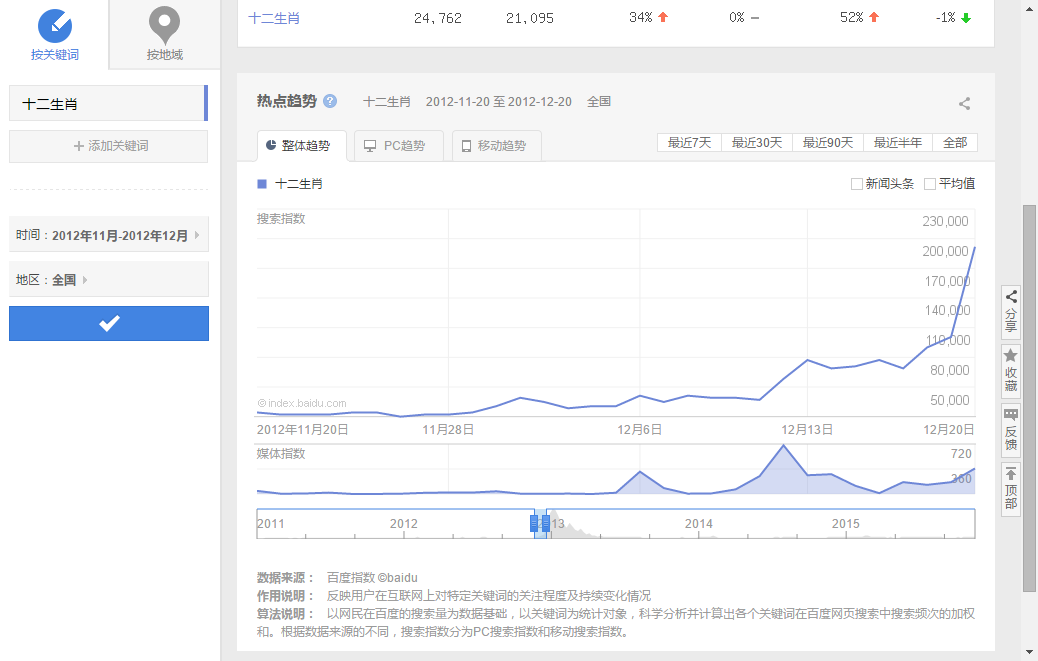 按关键词
按地域
十二生肖
添加关键词
时间：2012年11月-2012年12月
地区：全国
十二生肖 24,762 21,095 34% 0% 52% -1%
热点趋势 ? 十二生肖 2012-11-20 至 2012-12-20 全国
整体趋势 PC趋势 移动趋势 最近7天 最近30天 最近90天 最近半年 全部
十二生肖 新闻头条 平均值
搜索指数
230,000
200,000
170,000
140,000
110,000
80,000
50,000
© index.baidu.com
2012年11月20日 11月28日 12月6日 12月13日 12月20日
媒体指数
720
360
2011 2012 2013 2014 2015
数据来源： 百度指数 ©baidu
作用说明： 反映用户在互联网上对特定关键词的关注程度及持续变化情况
算法说明： 以网民在百度的搜索量为数据基础，以关键词为统计对象，科学分析并计算出各个关键词在百度网页搜索中搜索频次的加权
和。根据数据来源的不同，搜索指数分为PC搜索指数和移动搜索指数。
分享
收藏
反馈
顶部